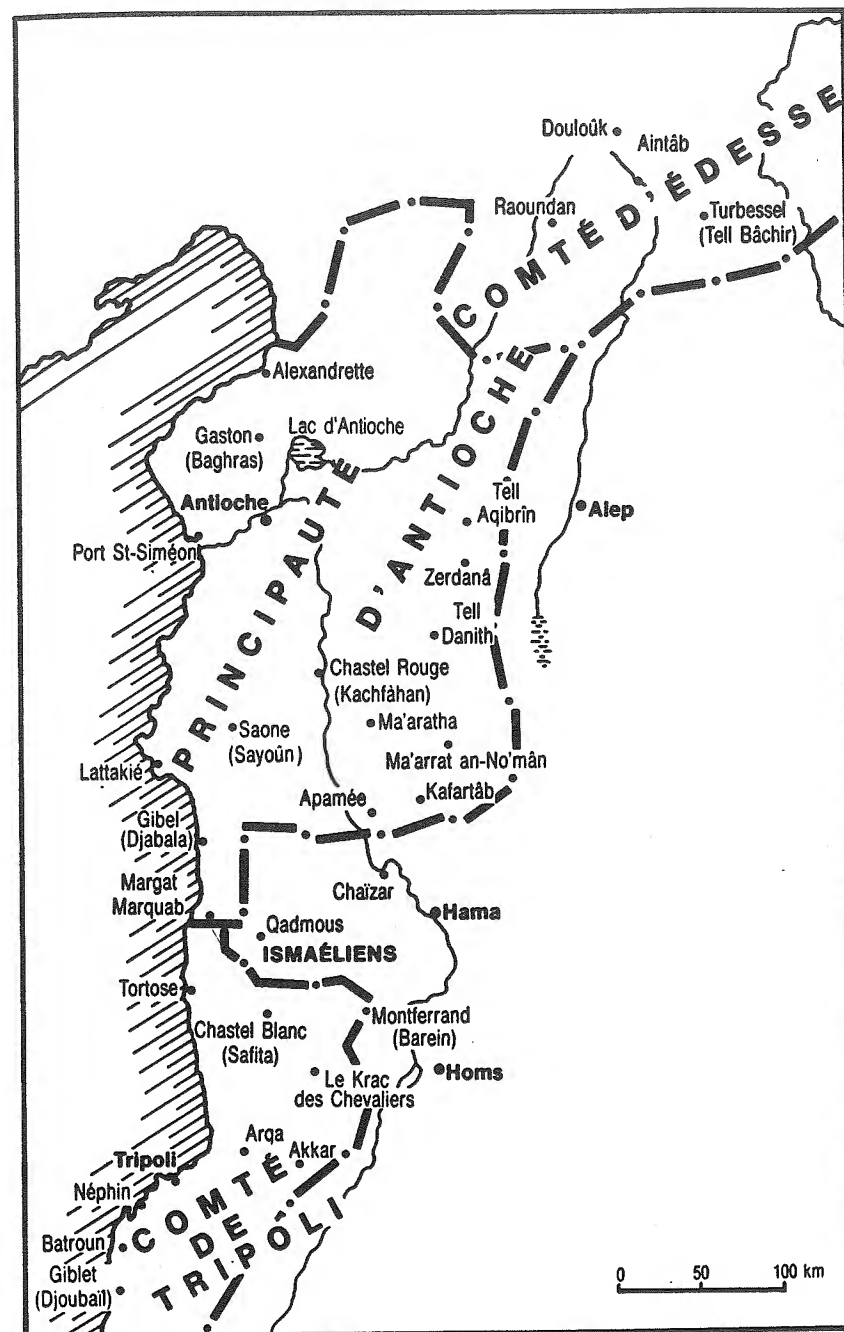 COMTÉ D'ÉDESSE
Douloûk
Aintâb
Raoundan
Turbessel
(Tell Bâchir)
Alexandrette
Gaston
(Baghras)
Lac d'Antioche
PRINCIPAUTÉ
D'ANTIOCHE
Antioche
Port St-Siméon
Tell
Aqibrîn
Alep
Zerdanâ
Tell
Danith
Chastel Rouge
(Kachfàhan)
Saone
(Sayoûn)
Ma'aratha
Ma'arrat an-No'mân
Lattakié
Apamée
Kafartâb
Gibel
(Djabala)
Chaïzar
Margat
Marquab
Hama
Qadmous
ISMAÉLIENS
Tortose
Chastel Blanc
(Safita)
Montferrand
(Barein)
Le Krac
des Chevaliers
Homs
Arqa
Akkar
Tripoli
Néphin
COMTÉ
DE
TRIPOLI
Batroun
Giblet
(Djoubaïl)
0 50 100 km